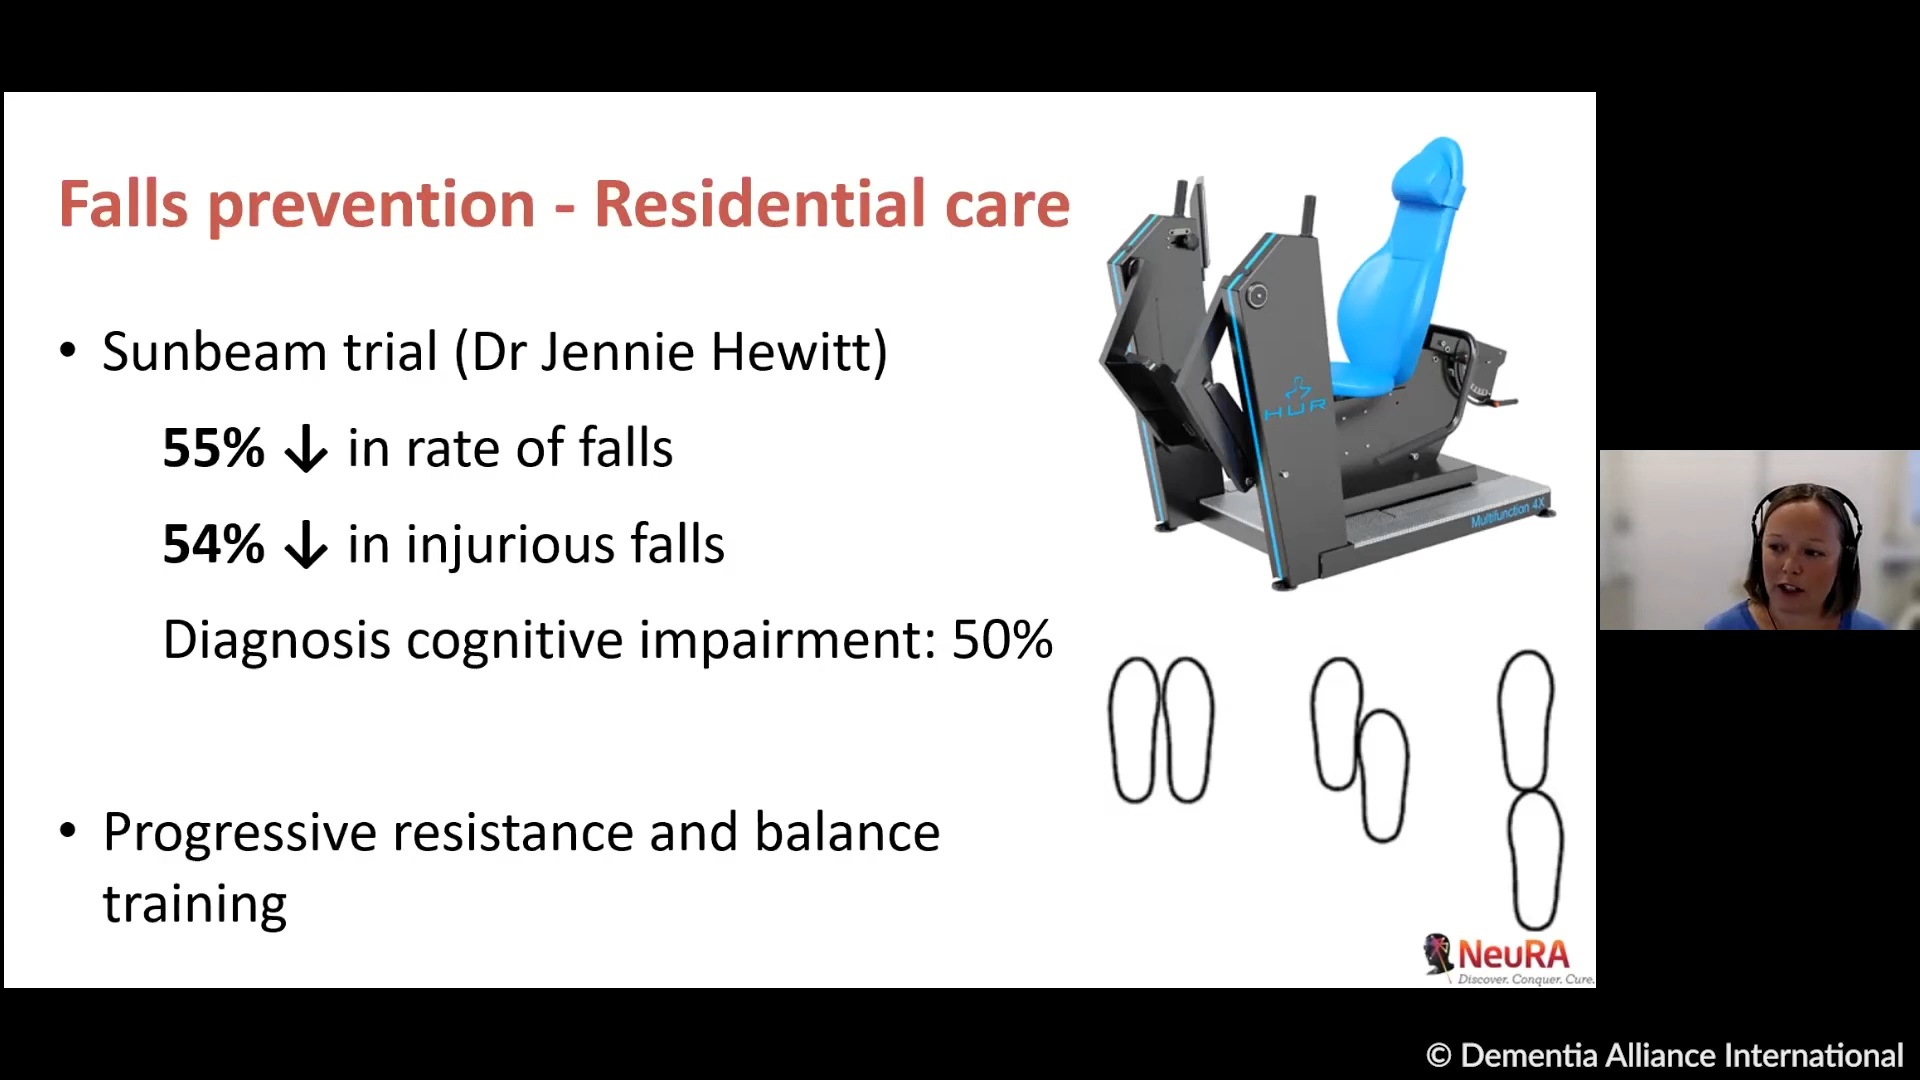 Falls prevention - Residential care
• Sunbeam trial (Dr Jennie Hewitt)
55% ↓ in rate of falls
54% ↓ in injurious falls
Diagnosis cognitive impairment: 50%
• Progressive resistance and balance
training
HUR
Multifunction 4X
NeuRA
Discover. Conquer. Cure.
© Dementia Alliance International